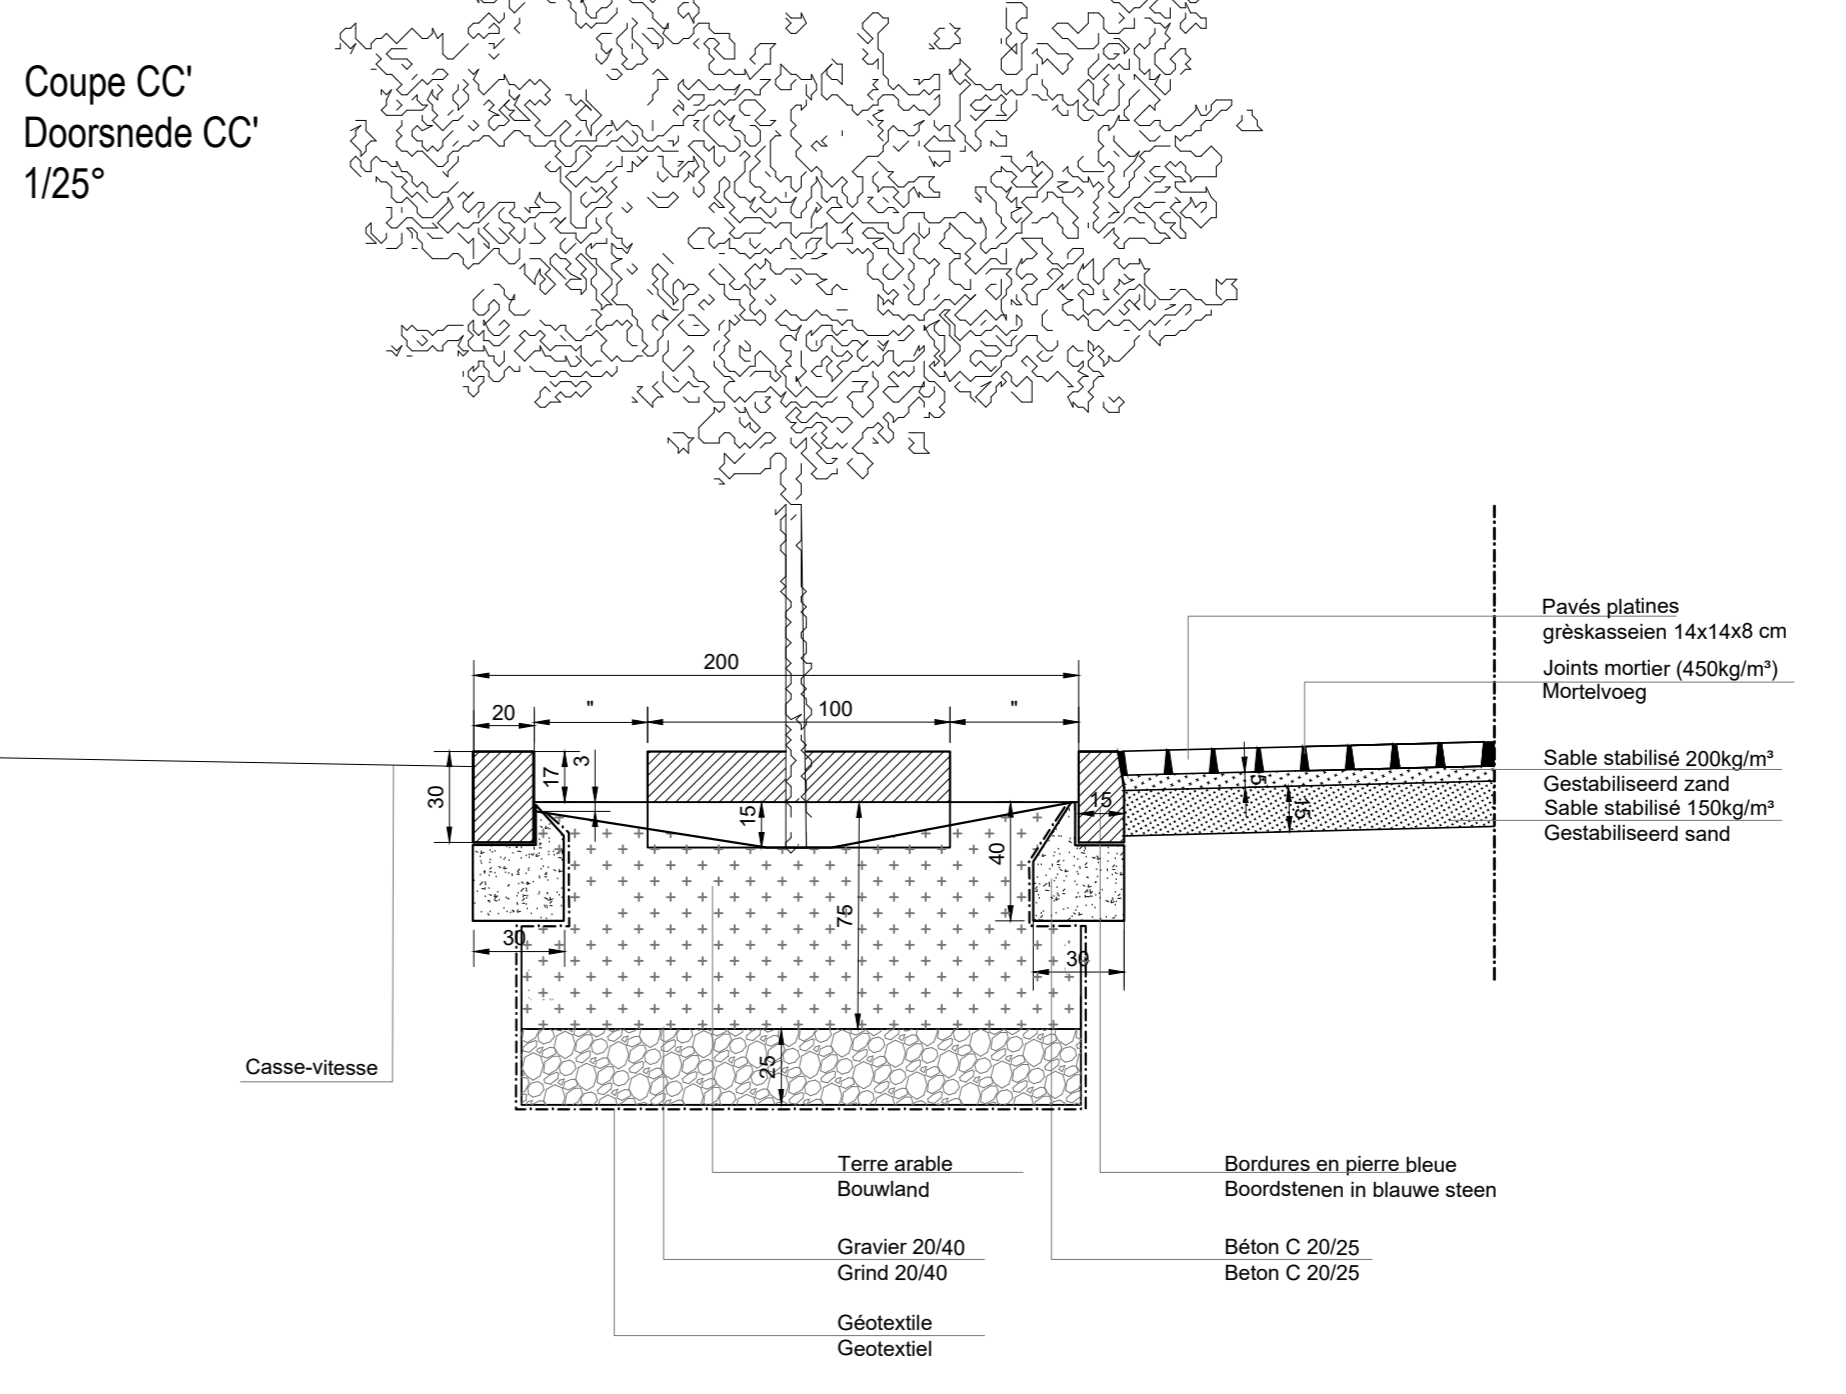 Coupe CC'
Doorsnede CC'
1/25°
Pavés platines
grèskasseien 14x14x8 cm
Joints mortier (450kg/m³)
Mortelvoeg
200
20
"
100
"
Sable stabilisé 200kg/m³
Gestabiliseerd zand
Sable stabilisé 150kg/m³
Gestabiliseerd sand
30
17
3
15
40
75
15
5
15
30
30
25
Casse-vitesse
Terre arable
Bouwland
Bordures en pierre bleue
Boordstenen in blauwe steen
Gravier 20/40
Grind 20/40
Béton C 20/25
Beton C 20/25
Géotextile
Geotextiel